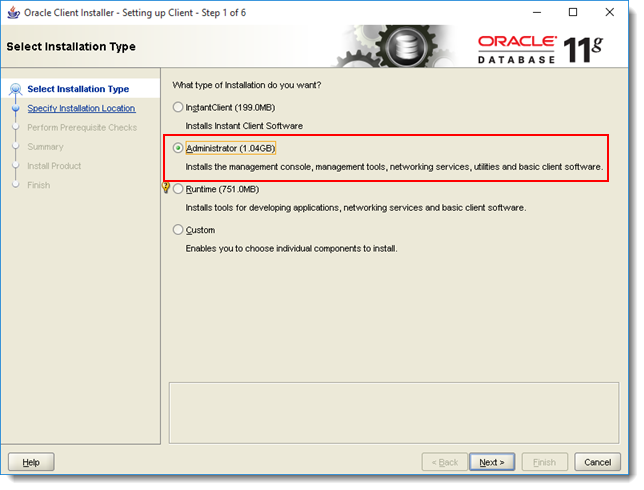 Oracle Client Installer - Setting up Client - Step 1 of 6
Select Installation Type
ORACLE®
DATABASE 11g
Select Installation Type
Specify Installation Location
Perform Prerequisite Checks
Summary
Install Product
Finish
What type of Installation do you want?
InstantClient (199.0MB)
Installs Instant Client Software
Administrator (1.04GB)
Installs the management console, management tools, networking services, utilities and basic client software.
Runtime (751.0MB)
Installs tools for developing applications, networking services and basic client software.
Custom
Enables you to choose individual components to install.
Help
< Back
Next >
Finish
Cancel